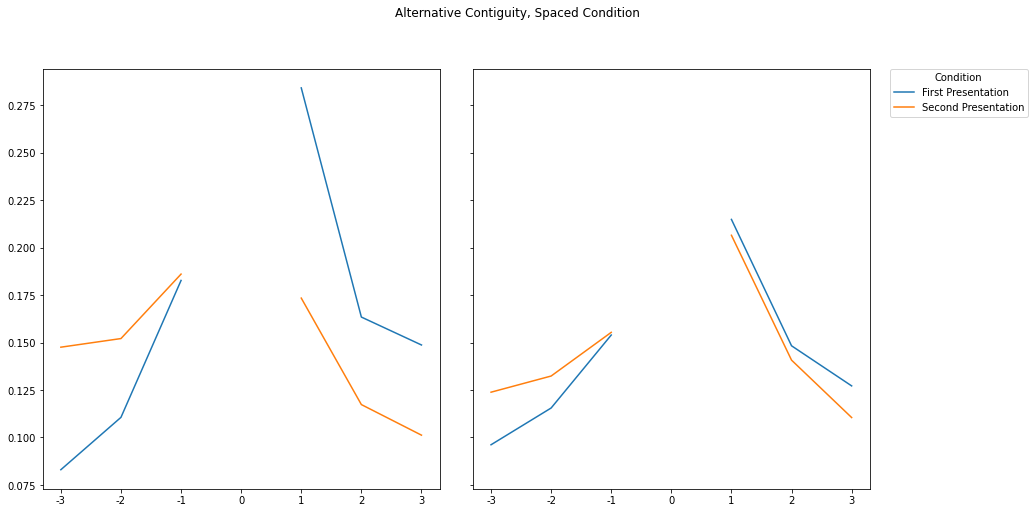 Alternative Contiguity, Spaced Condition
Condition
First Presentation
Second Presentation
0.275
0.250
0.225
0.200
0.175
0.150
0.125
0.100
0.075
-3 -2 -1 0 1 2 3
-3 -2 -1 0 1 2 3